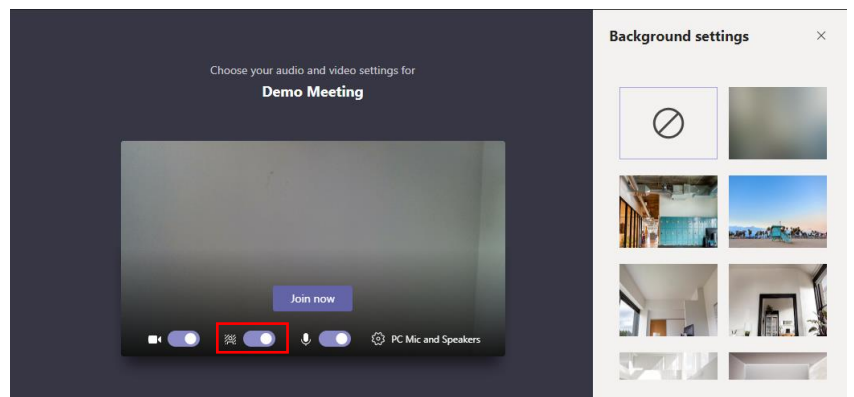 Choose your audio and video settings for
Demo Meeting
Join now
PC Mic and Speakers
Background settings